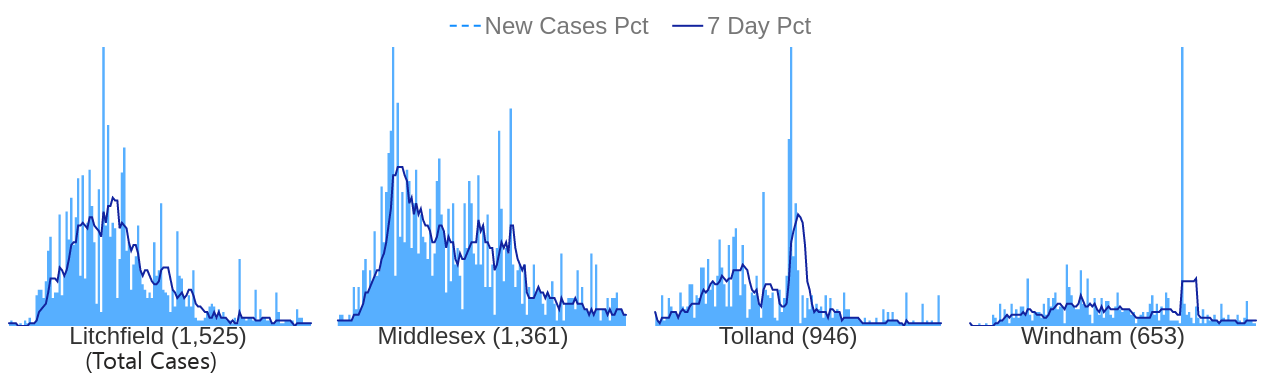 New Cases Pct 7 Day Pct
Litchfield (1,525) Middlesex (1,361) Tolland (946) Windham (653)
(Total Cases)